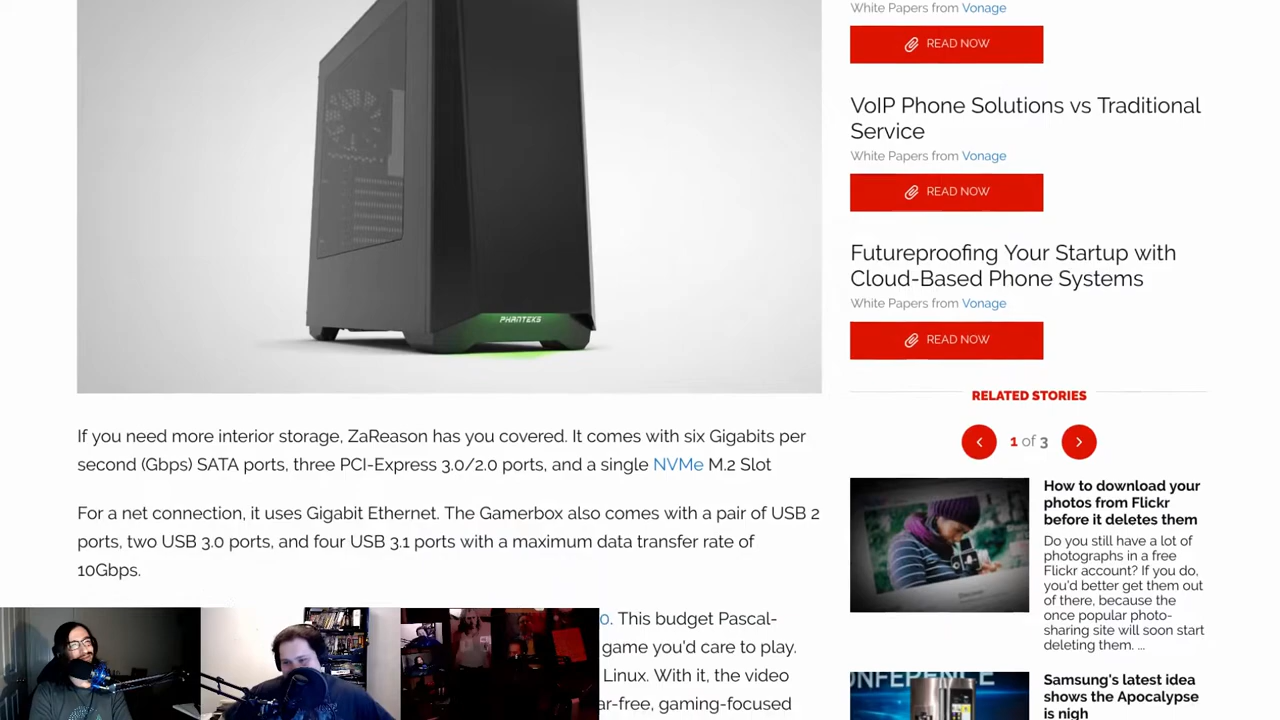 PHANTEKS
If you need more interior storage, ZaReason has you covered. It comes with six Gigabits per
second (Gbps) SATA ports, three PCI-Express 3.0/2.0 ports, and a single NVMe M.2 Slot
For a net connection, it uses Gigabit Ethernet. The Gamerbox also comes with a pair of USB 2
ports, two USB 3.0 ports, and four USB 3.1 ports with a maximum data transfer rate of
10Gbps.
0. This budget Pascal-
game you'd care to play.
Linux. With it, the video
ar-free, gaming-focused
White Papers from Vonage
READ NOW
VoIP Phone Solutions vs Traditional
Service
White Papers from Vonage
READ NOW
Futureproofing Your Startup with
Cloud-Based Phone Systems
White Papers from Vonage
READ NOW
RELATED STORIES
1 of 3
How to download your
photos from Flickr
before it deletes them
Do you still have a lot of
photographs in a free
Flickr account? If you do,
you'd better get them out
of there, because the
once popular photo-
sharing site will soon start
deleting them. ...
Samsung's latest idea
shows the Apocalypse
is nigh